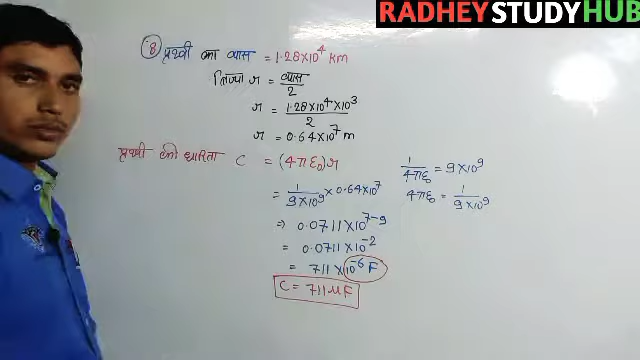 RADHEY STUDY HUB
8 पृथ्वी का व्यास = 1.28×10⁴ km
त्रिज्या r = व्यास/2
r = 1.28×10⁴×10³/2
r = 0.64×10⁷ m
पृथ्वी की धारिता C = (4πε₀)r
= 1/9×10⁹ × 0.64×10⁷
⇒ 0.0711×10⁷⁻⁹
= 0.0711×10⁻²
= 711×10⁻⁶ F
C = 711 μF
1/4πε₀ = 9×10⁹
4πε₀ = 1/9×10⁹